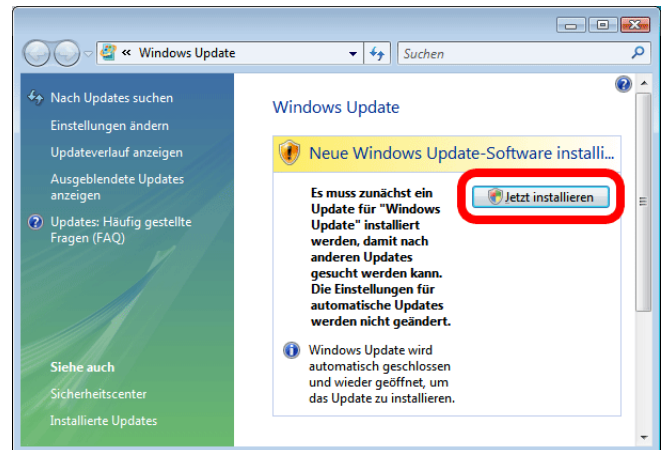 « Windows Update
Suchen
Nach Updates suchen
Einstellungen ändern
Updateverlauf anzeigen
Ausgeblendete Updates
anzeigen
Updates: Häufig gestellte
Fragen (FAQ)
Siehe auch
Sicherheitscenter
Installierte Updates
Windows Update
Neue Windows Update-Software installi...
Es muss zunächst ein
Update für "Windows
Update" installiert
werden, damit nach
anderen Updates
gesucht werden kann.
Die Einstellungen für
automatische Updates
werden nicht geändert.
Jetzt installieren
Windows Update wird
automatisch geschlossen
und wieder geöffnet, um
das Update zu installieren.